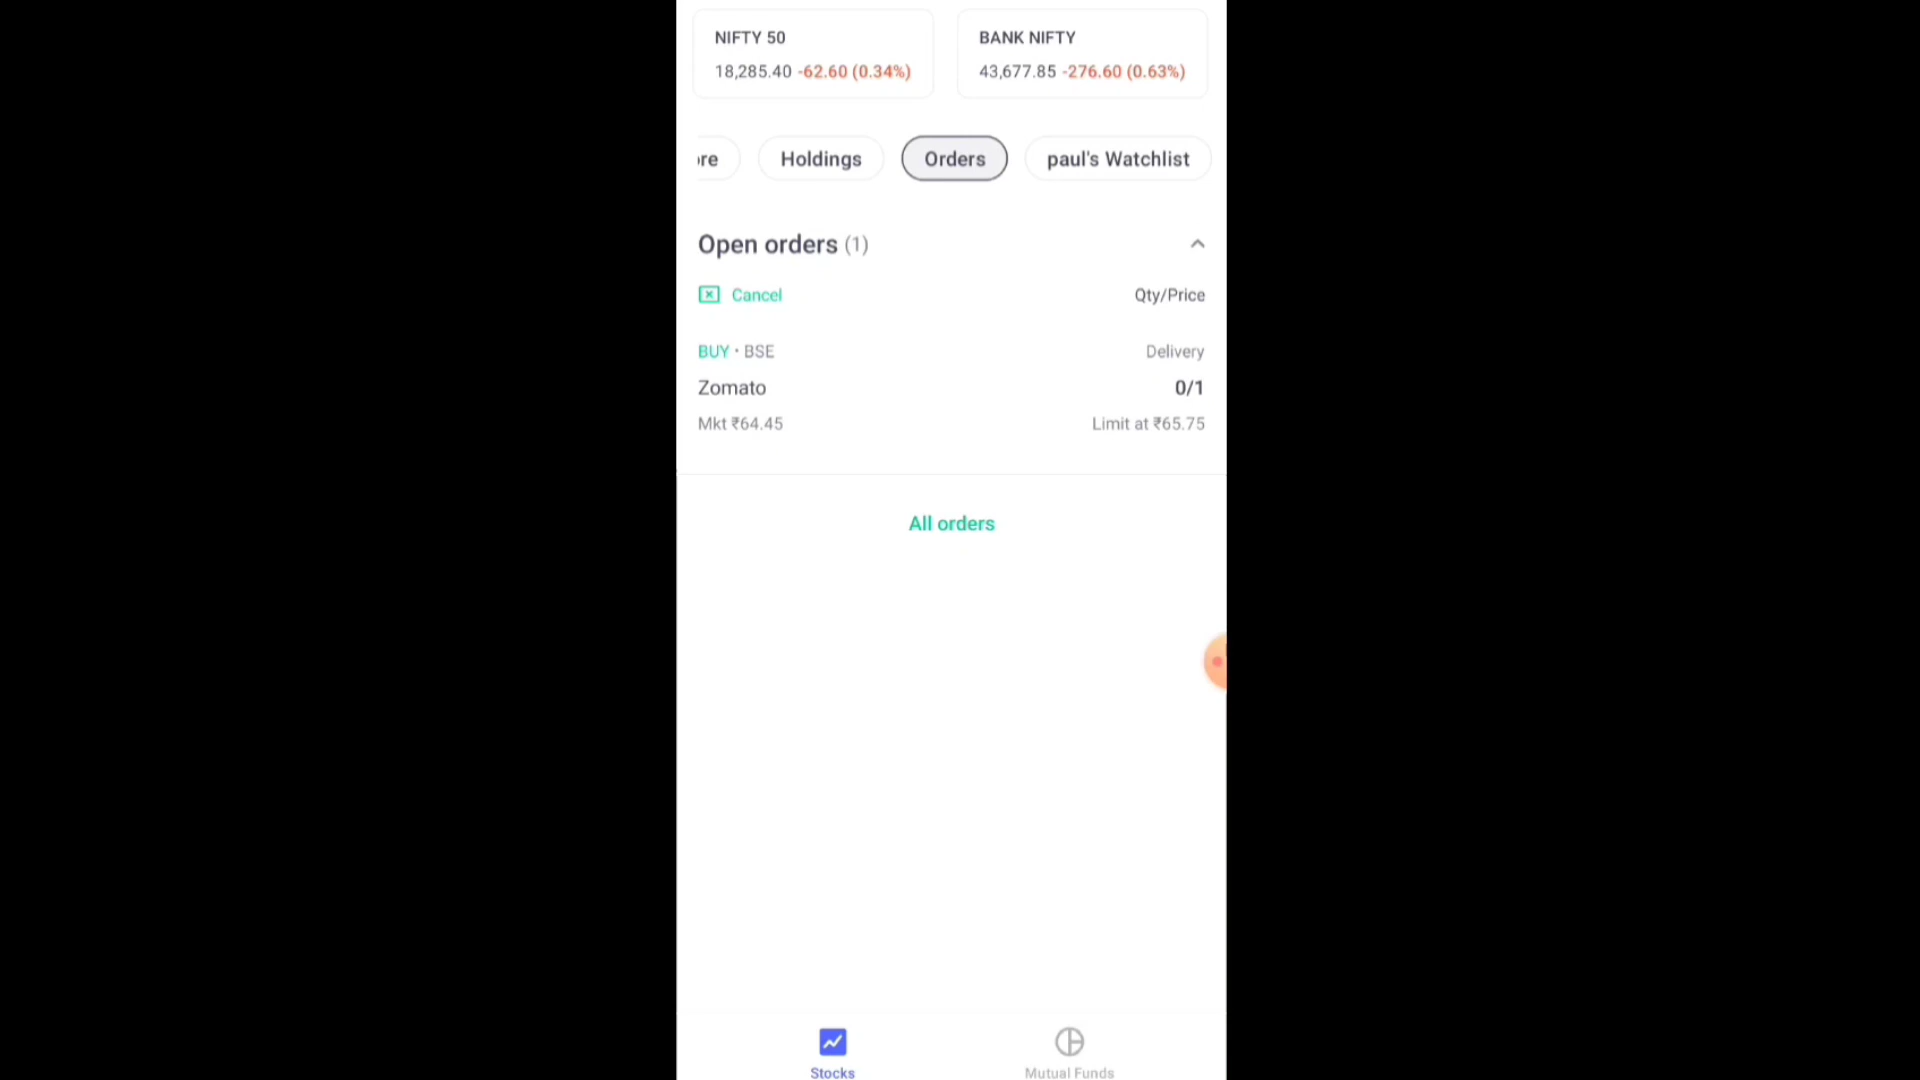 NIFTY 50
18,285.40 -62.60 (0.34%)
BANK NIFTY
43,677.85 -276.60 (0.63%)
re
Holdings
Orders
paul's Watchlist
Open orders (1)
Cancel
Qty/Price
BUY • BSE
Delivery
Zomato
0/1
Mkt ₹64.45
Limit at ₹65.75
All orders
Stocks
Mutual Funds